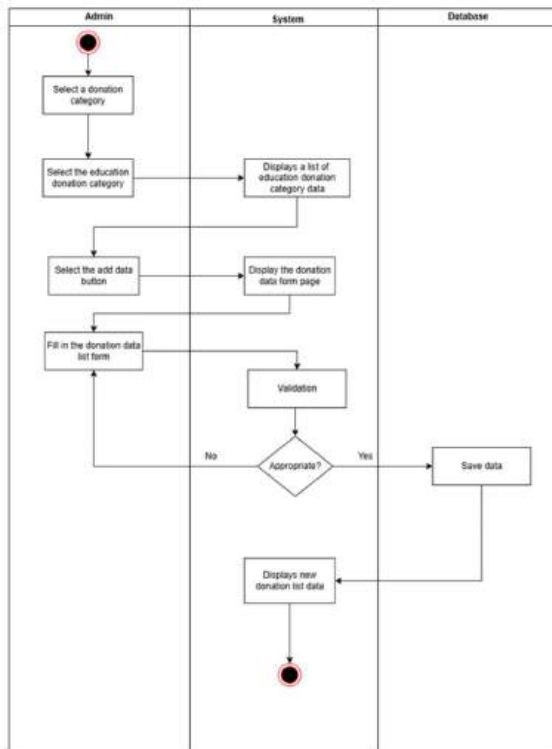 Admin
System
Database
Select a donation
category
Select the education
donation category
Displays a list of
education donation
category data
Select the add data
button
Display the donation
data form page
Fill in the donation data
list form
Validation
No
Appropriate?
Yes
Save data
Displays new
donation list data